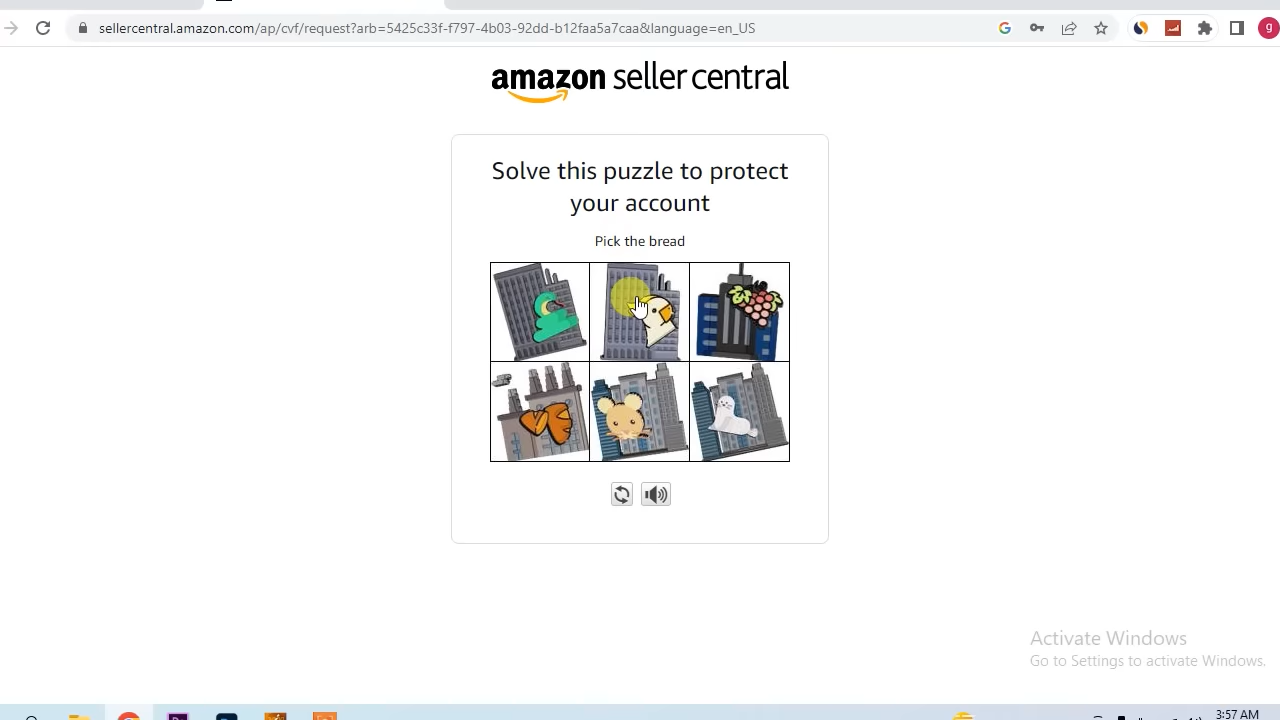 sellercentral.amazon.com/ap/cvf/request?arb=5425c33f-f797-4b03-92dd-b12faa5a7caa&language=en_US
g
amazon seller central
Solve this puzzle to protect
your account
Pick the bread
Activate Windows
Go to Settings to activate Windows.
3:57 AM